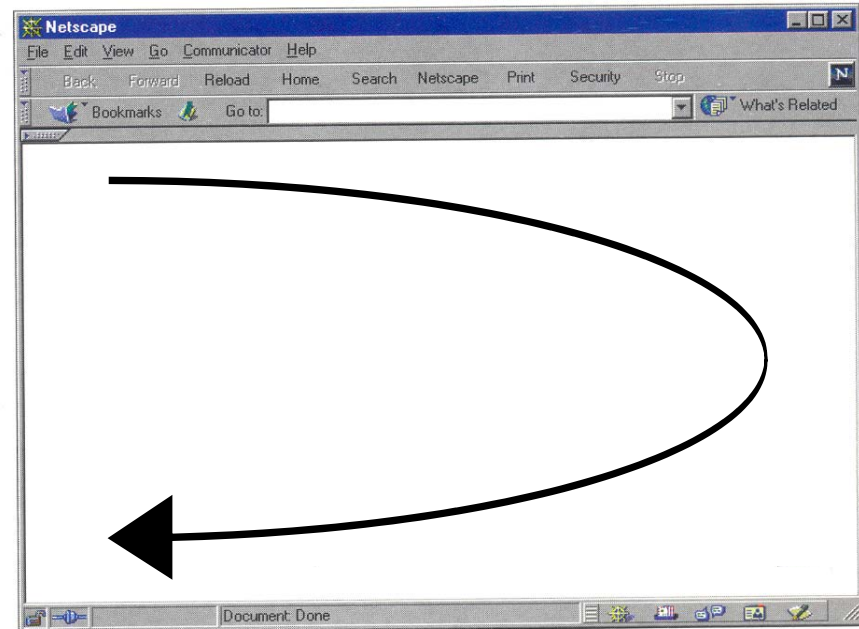 Netscape
File Edit View Go Communicator Help
Back Forward Reload Home Search Netscape Print Security Stop N
Bookmarks Go to: What's Related
Document: Done